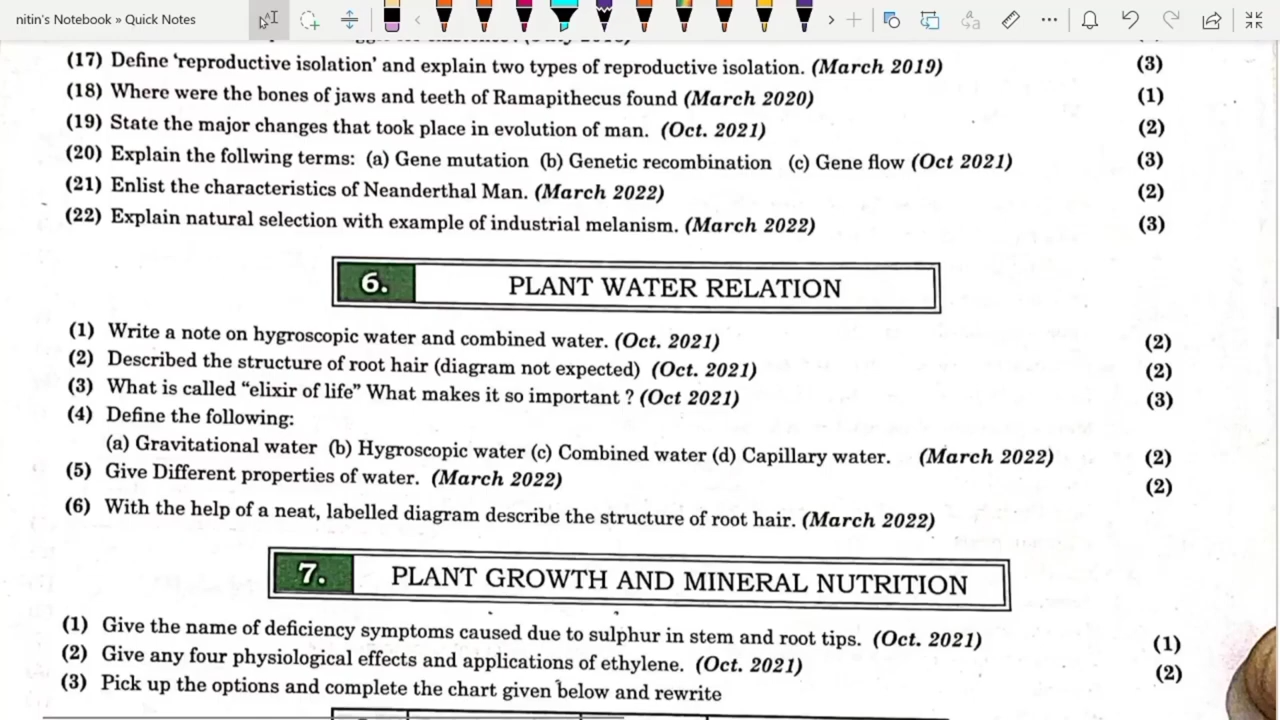 nitin's Notebook » Quick Notes
(17) Define 'reproductive isolation' and explain two types of reproductive isolation. (March 2019) (3)
(18) Where were the bones of jaws and teeth of Ramapithecus found (March 2020) (1)
(19) State the major changes that took place in evolution of man. (Oct. 2021) (2)
(20) Explain the follwing terms: (a) Gene mutation (b) Genetic recombination (c) Gene flow (Oct 2021) (3)
(21) Enlist the characteristics of Neanderthal Man. (March 2022) (2)
(22) Explain natural selection with example of industrial melanism. (March 2022) (3)
6. PLANT WATER RELATION
(1) Write a note on hygroscopic water and combined water. (Oct. 2021) (2)
(2) Described the structure of root hair (diagram not expected) (Oct. 2021) (2)
(3) What is called "elixir of life" What makes it so important ? (Oct 2021) (3)
(4) Define the following:
(a) Gravitational water (b) Hygroscopic water (c) Combined water (d) Capillary water. (March 2022) (2)
(5) Give Different properties of water. (March 2022) (2)
(6) With the help of a neat, labelled diagram describe the structure of root hair. (March 2022)
7. PLANT GROWTH AND MINERAL NUTRITION
(1) Give the name of deficiency symptoms caused due to sulphur in stem and root tips. (Oct. 2021) (1)
(2) Give any four physiological effects and applications of ethylene. (Oct. 2021) (2)
(3) Pick up the options and complete the chart given below and rewrite